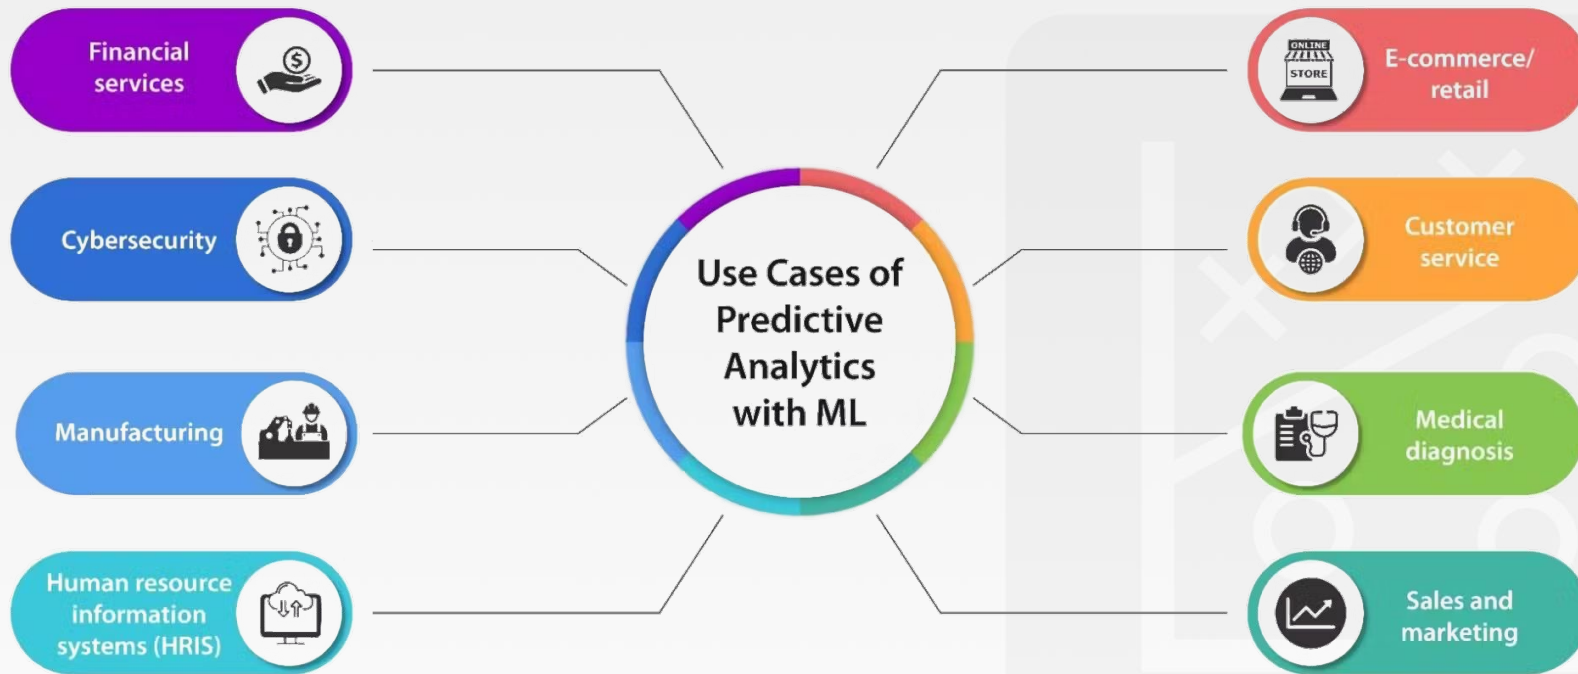 Financial
services
Cybersecurity
Manufacturing
Human resource
information
systems (HRIS)
Use Cases of
Predictive
Analytics
with ML
ONLINE
STORE
E-commerce/
retail
Customer
service
Medical
diagnosis
Sales and
marketing